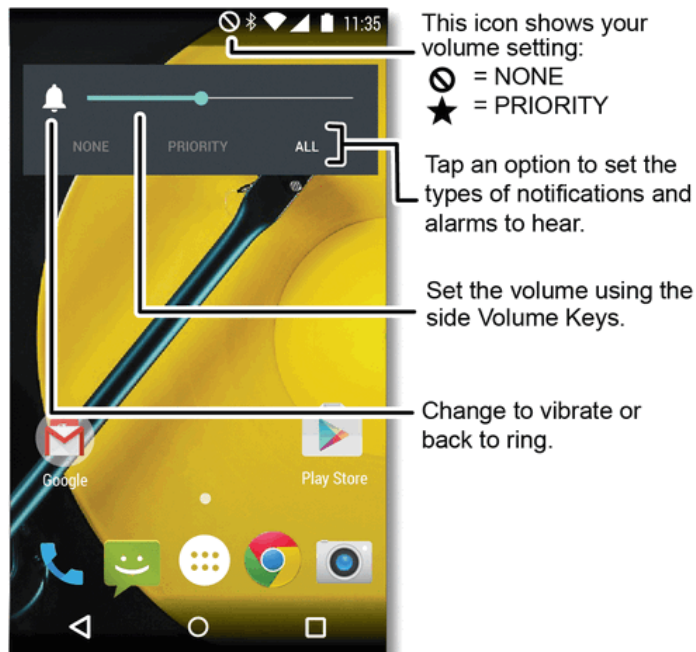 11:35
This icon shows your
volume setting:
= NONE
= PRIORITY
NONE PRIORITY ALL
Tap an option to set the
types of notifications and
alarms to hear.
Set the volume using the
side Volume Keys.
Change to vibrate or
back to ring.
Google
Play Store